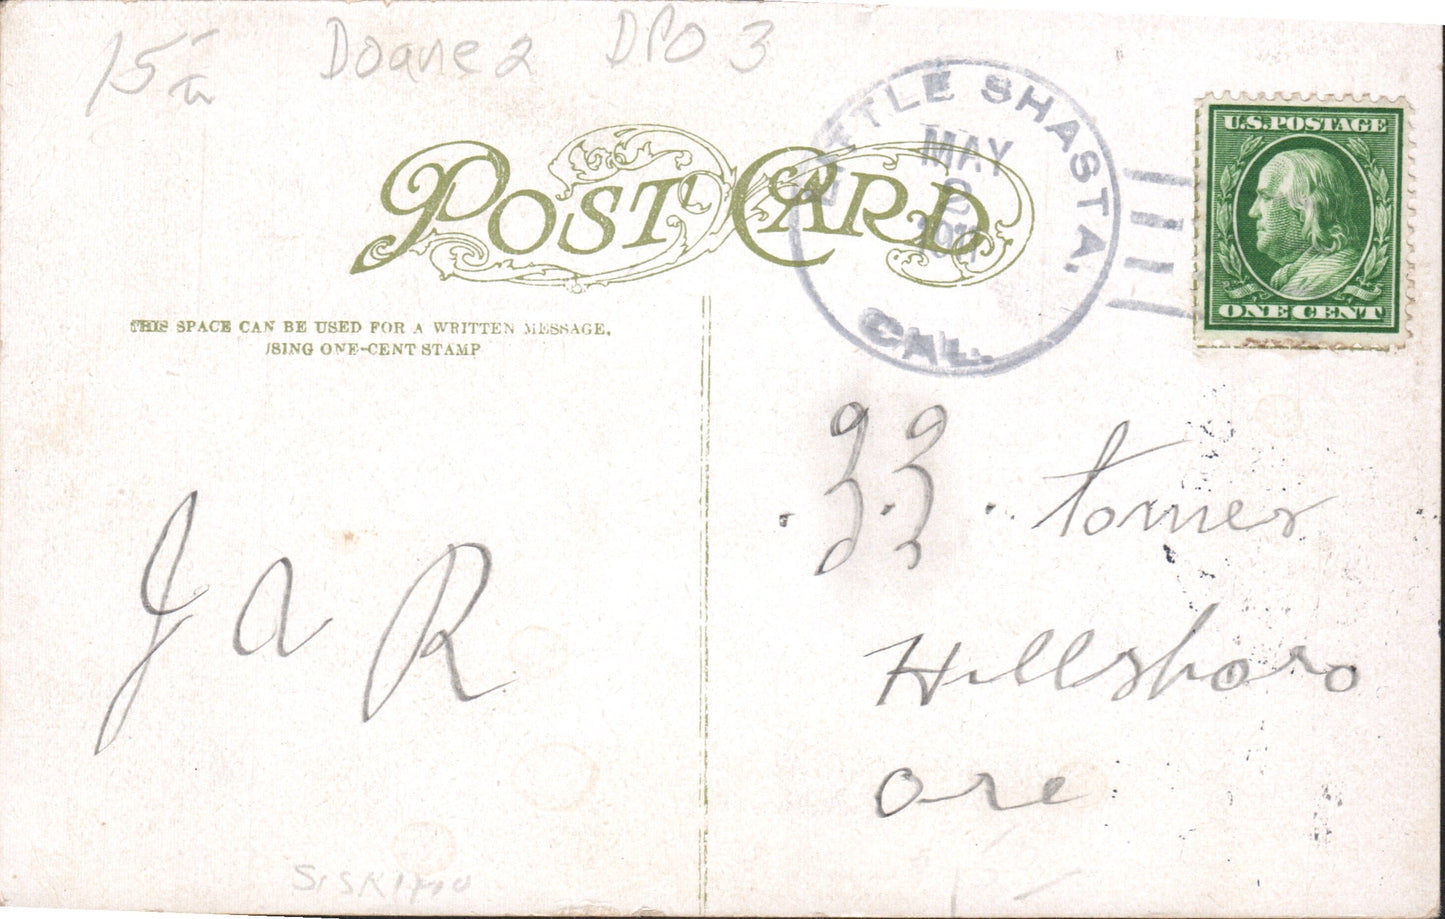 15
Doane 2 DPO 3
LITTLE SHASTA,
MAY
2
CAL.
U.S. POSTAGE
ONE CENT
POST CARD
THIS SPACE CAN BE USED FOR A WRITTEN MESSAGE,
USING ONE-CENT STAMP
J a R
Hillsboro
Ore